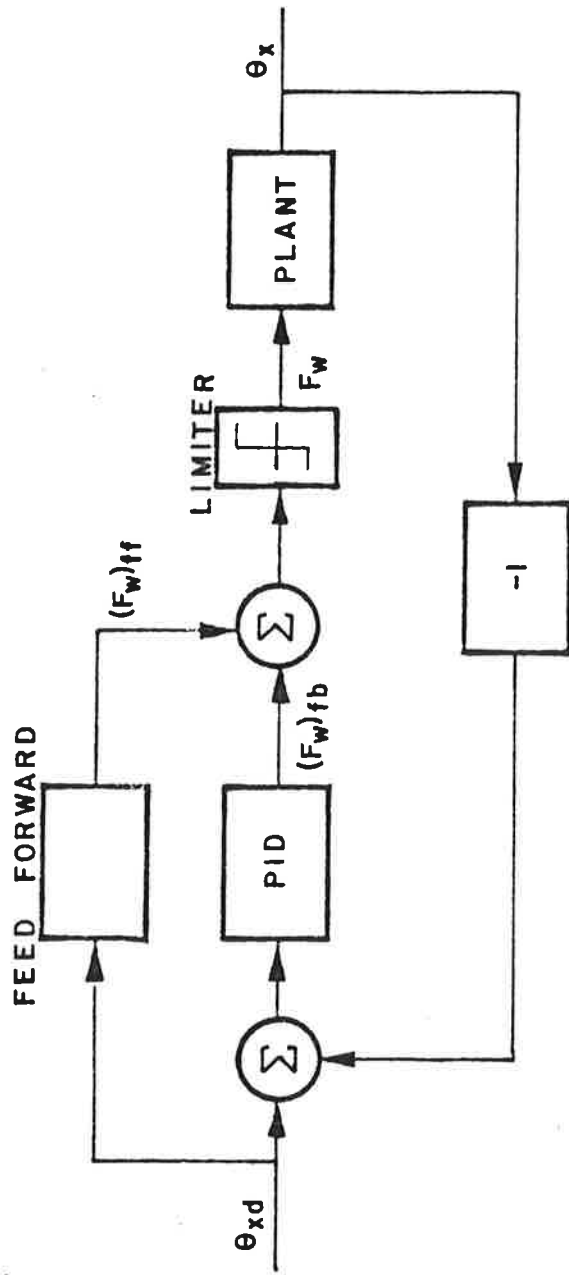 FEED FORWARD
(Fw)ff
LIMITER
θxd
Σ
PID
(Fw)fb
Σ
Fw
PLANT
θx
-1